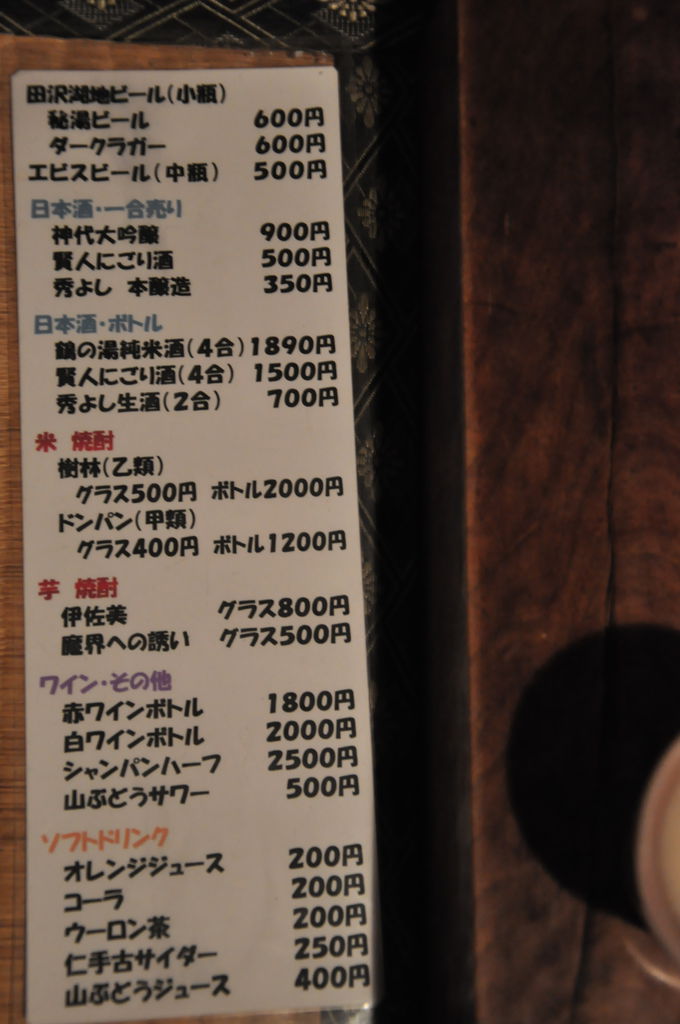 田沢湖地ビール(小瓶)
秘湯ビール 600円
ダークラガー 600円
エビスビール(中瓶) 500円
日本酒・一合売り
神代大吟醸 900円
賢人にごり酒 500円
秀よし 本醸造 350円
日本酒・ボトル
鶴の湯純米酒(4合) 1890円
賢人にごり酒(4合) 1500円
秀よし生酒(2合) 700円
米 焼酎
樹林(乙類)
グラス500円 ボトル2000円
ドンパン(甲類)
グラス400円 ボトル1200円
芋 焼酎
伊佐美 グラス800円
魔界への誘い グラス500円
ワイン・その他
赤ワインボトル 1800円
白ワインボトル 2000円
シャンパンハーフ 2500円
山ぶどうサワー 500円
ソフトドリンク
オレンジジュース 200円
コーラ 200円
ウーロン茶 200円
仁手古サイダー 250円
山ぶどうジュース 400円